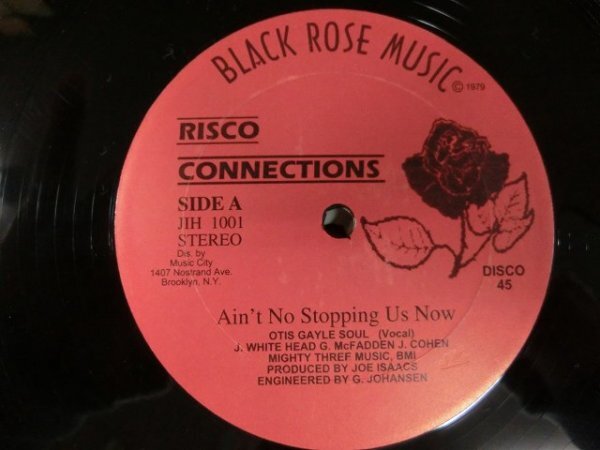 BLACK ROSE MUSIC
© 1979
RISCO
CONNECTIONS
SIDE A
JIH 1001
STEREO
Dis. by
Music City
1407 Nostrand Ave.
Brooklyn, N.Y.
DISCO
45
Ain't No Stopping Us Now
OTIS GAYLE SOUL (Vocal)
J. WHITE HEAD G. McFADDEN J. COHEN
MIGHTY THREF MUSIC, BMI
PRODUCED BY JOE ISAACS
ENGINEERED BY G. JOHANSEN